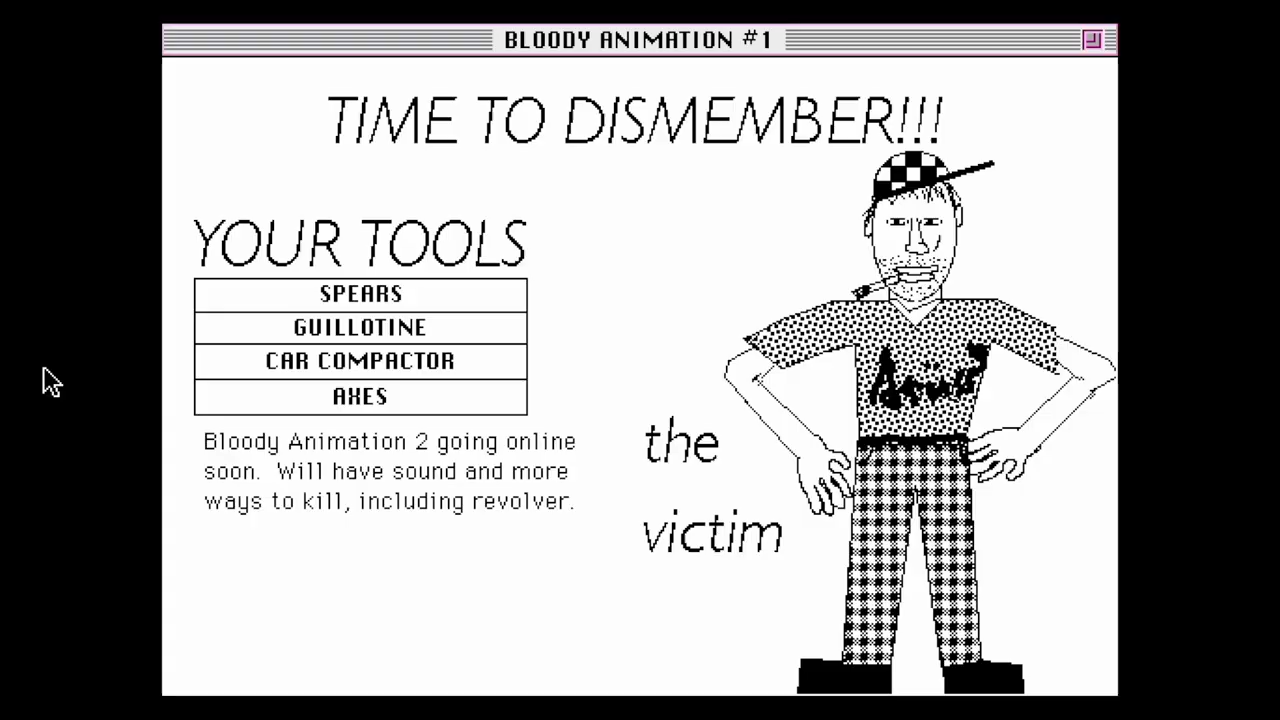 BLOODY ANIMATION #1
TIME TO DISMEMBER!!!
YOUR TOOLS
SPEARS
GUILLOTINE
CAR COMPACTOR
AXES
Bloody Animation 2 going online
soon. Will have sound and more
ways to kill, including revolver.
the
victim